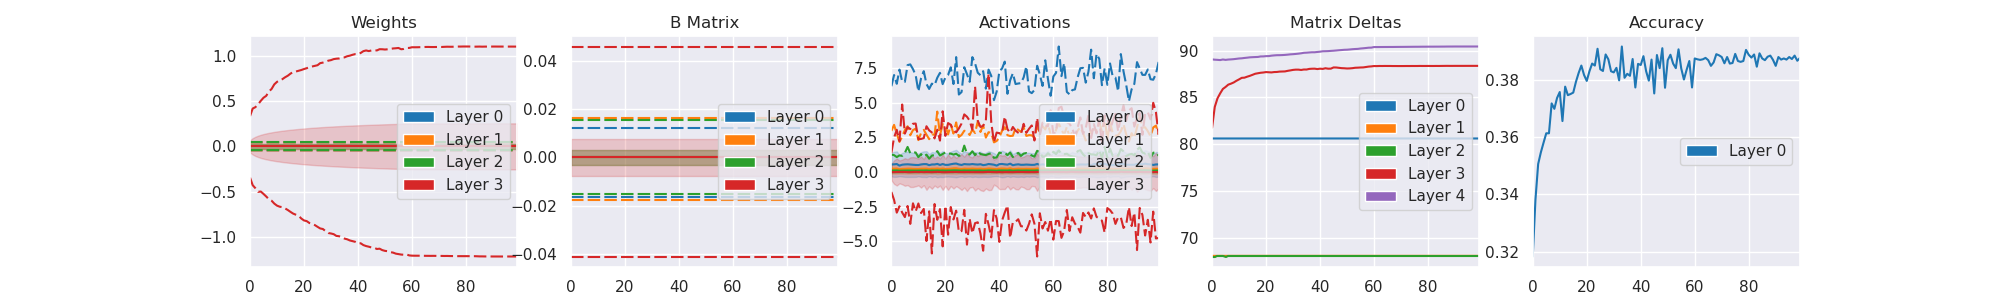 Weights
1.0
0.5
0.0
−0.5
−1.0
0 20 40 60 80
Layer 0
Layer 1
Layer 2
Layer 3
B Matrix
0.04
0.02
0.00
−0.02
−0.04
0 20 40 60 80
Layer 0
Layer 1
Layer 2
Layer 3
Activations
7.5
5.0
2.5
0.0
−2.5
−5.0
0 20 40 60 80
Layer 0
Layer 1
Layer 2
Layer 3
Matrix Deltas
90
85
80
75
70
0 20 40 60 80
Layer 0
Layer 1
Layer 2
Layer 3
Layer 4
Accuracy
0.38
0.36
0.34
0.32
0 20 40 60 80
Layer 0